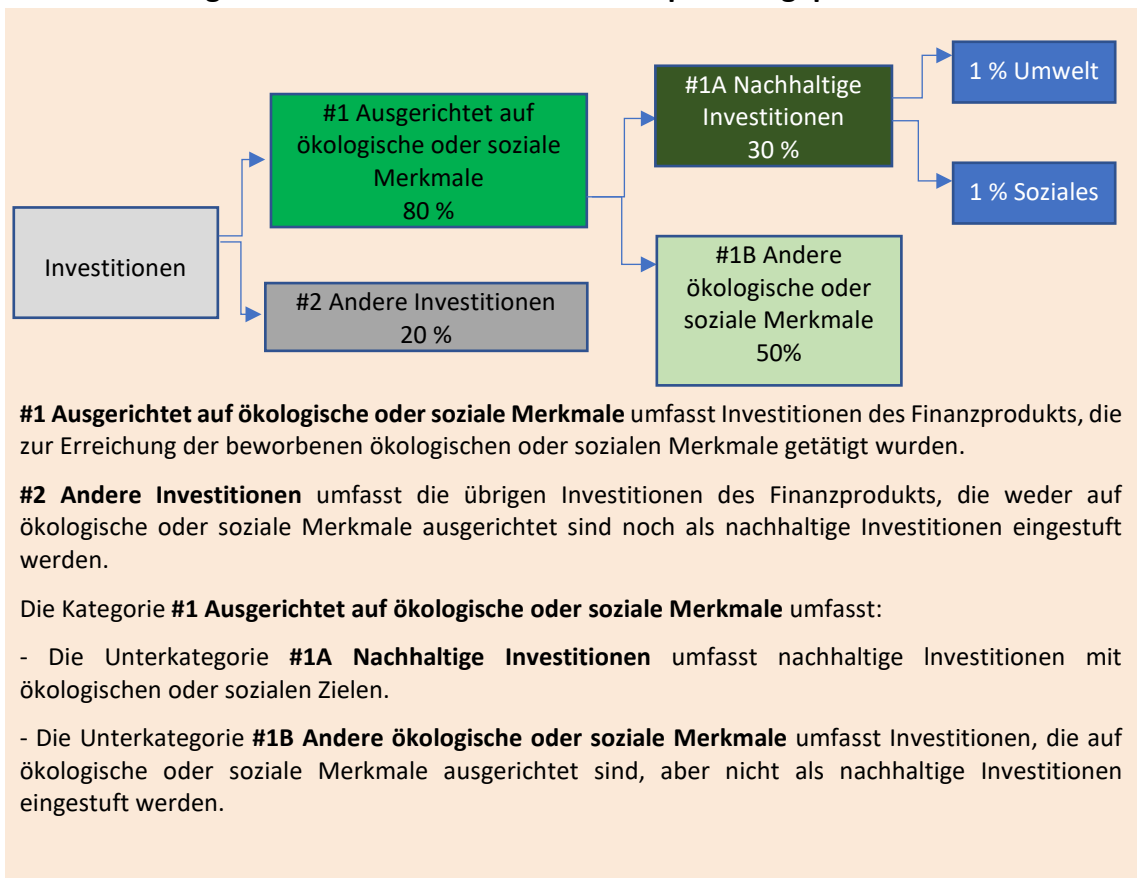 #1A Nachhaltige
Investitionen
30 %
1 % Umwelt
#1 Ausgerichtet auf
ökologische oder soziale
Merkmale
80 %
1 % Soziales
Investitionen
#1B Andere
ökologische oder
soziale Merkmale
50%
#2 Andere Investitionen
20 %
#1 Ausgerichtet auf ökologische oder soziale Merkmale umfasst Investitionen des Finanzprodukts, die
zur Erreichung der beworbenen ökologischen oder sozialen Merkmale getätigt wurden.
#2 Andere Investitionen umfasst die übrigen Investitionen des Finanzprodukts, die weder auf
ökologische oder soziale Merkmale ausgerichtet sind noch als nachhaltige Investitionen eingestuft
werden.
Die Kategorie #1 Ausgerichtet auf ökologische oder soziale Merkmale umfasst:
- Die Unterkategorie #1A Nachhaltige Investitionen umfasst nachhaltige Investitionen mit
ökologischen oder sozialen Zielen.
- Die Unterkategorie #1B Andere ökologische oder soziale Merkmale umfasst Investitionen, die auf
ökologische oder soziale Merkmale ausgerichtet sind, aber nicht als nachhaltige Investitionen
eingestuft werden.